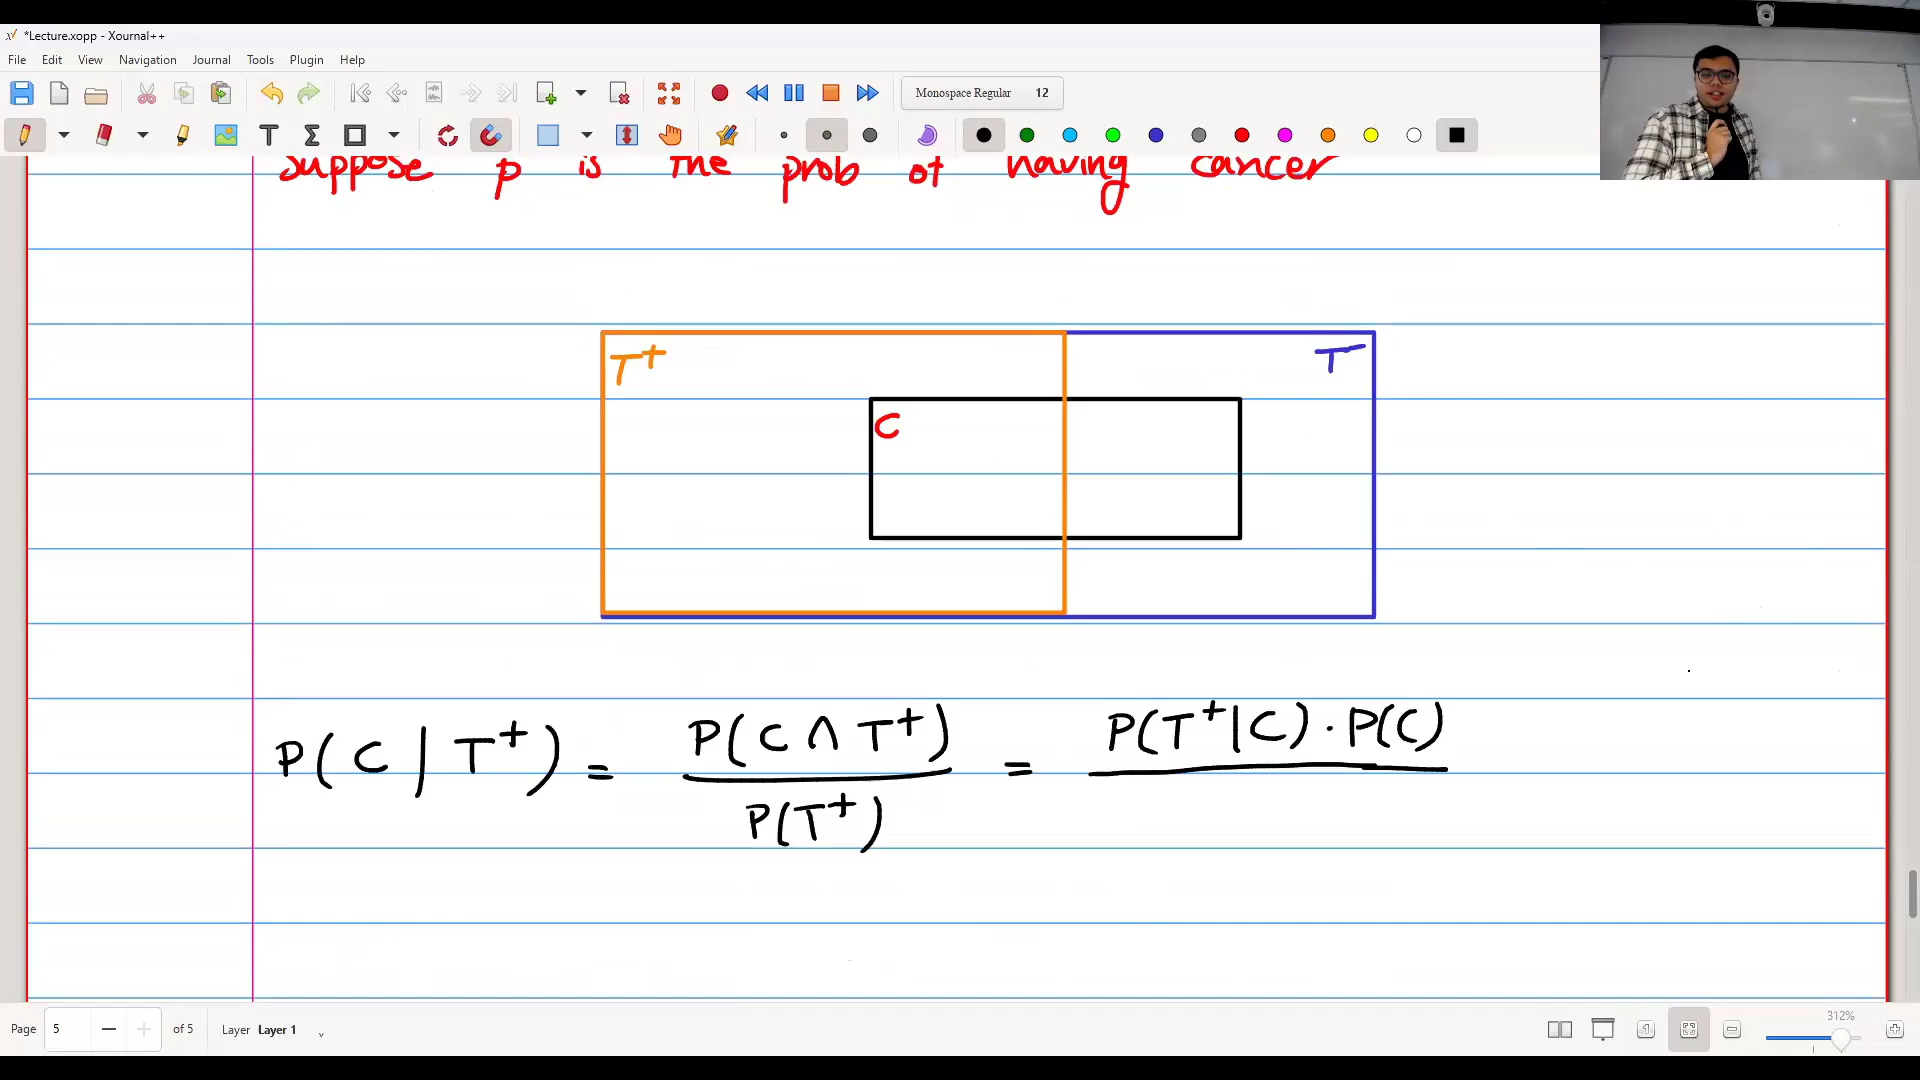 *Lecture.xopp - Xournal++
File Edit View Navigation Journal Tools Plugin Help
Monospace Regular 12
suppose p is the prob of having cancer
T⁺ T⁻
C
P(C | T⁺) = P(C ∧ T⁺) / P(T⁺) = P(T⁺|C) · P(C)
Page 5 of 5 Layer Layer 1 312%